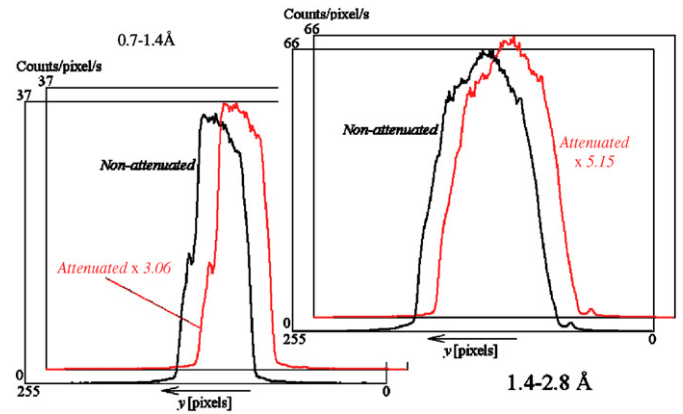 0.7-1.4Å
Counts/pixel/s
37
37
Non-attenuated
Attenuated x 3.06
0
255
y [pixels]
0
Counts/pixel/s
66
66
Non-attenuated
Attenuated
x 5.15
0
255
y [pixels]
0
1.4-2.8 Å